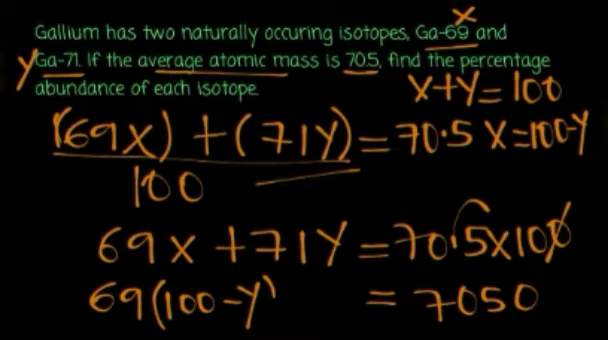 Gallium has two naturally occuring isotopes, Ga-69 and
x
y
Ga-71. If the average atomic mass is 70.5, find the percentage
abundance of each isotope.
x+y=100
(69x)+(71y)=70.5 x=100-y
100
69x+71y=70.5x100
69(100-y) =7050